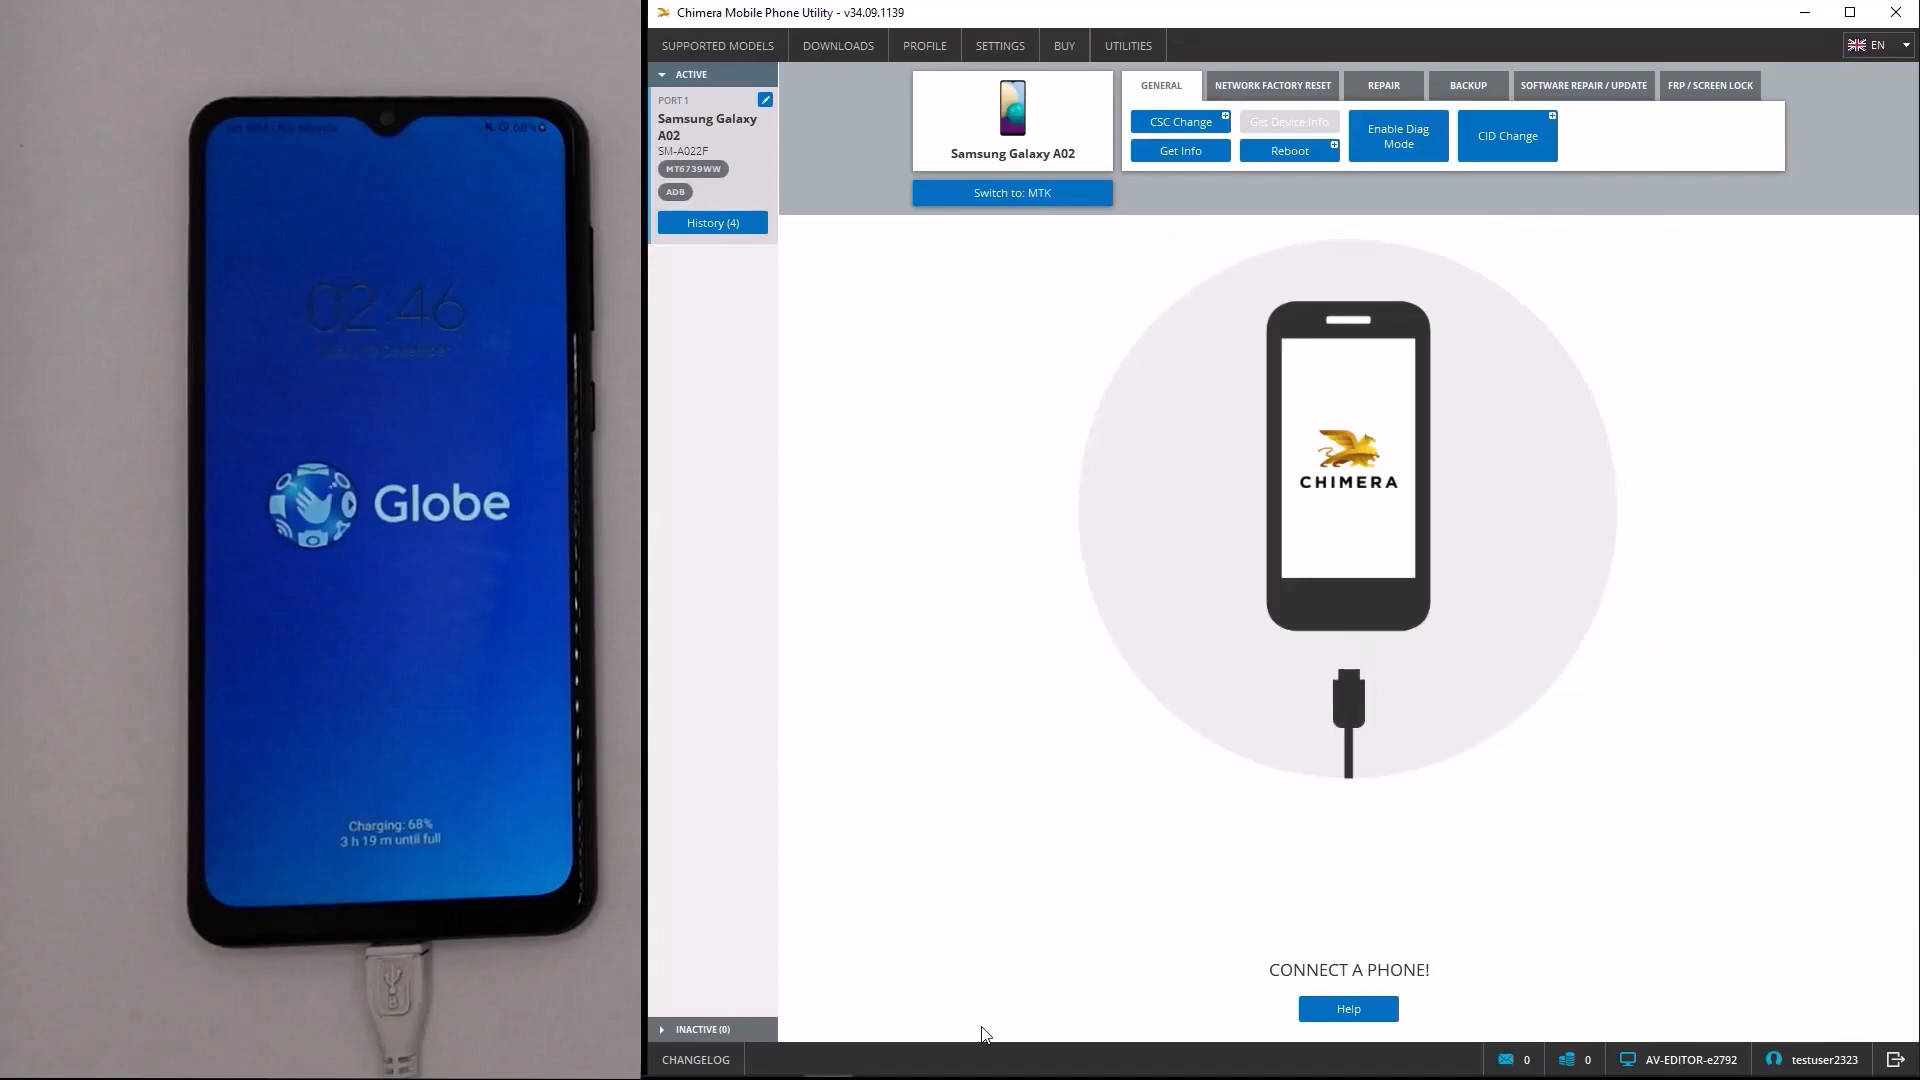 Chimera Mobile Phone Utility - v34.09.1139
SUPPORTED MODELS DOWNLOADS PROFILE SETTINGS BUY UTILITIES EN
ACTIVE
PORT 1
Samsung Galaxy
A02
SM-A022F
MT6739WW
ADB
History (4)
Samsung Galaxy A02
Switch to: MTK
GENERAL NETWORK FACTORY RESET REPAIR BACKUP SOFTWARE REPAIR / UPDATE FRP / SCREEN LOCK
CSC Change
Get Device Info
Get Info
Reboot
Enable Diag
Mode
CID Change
68%
02:46
Globe
Charging: 68%
3 h 19 m until full
B
CHIMERA
CONNECT A PHONE!
Help
INACTIVE (0)
CHANGELOG
0 0 AV-EDITOR-e2792 testuser2323